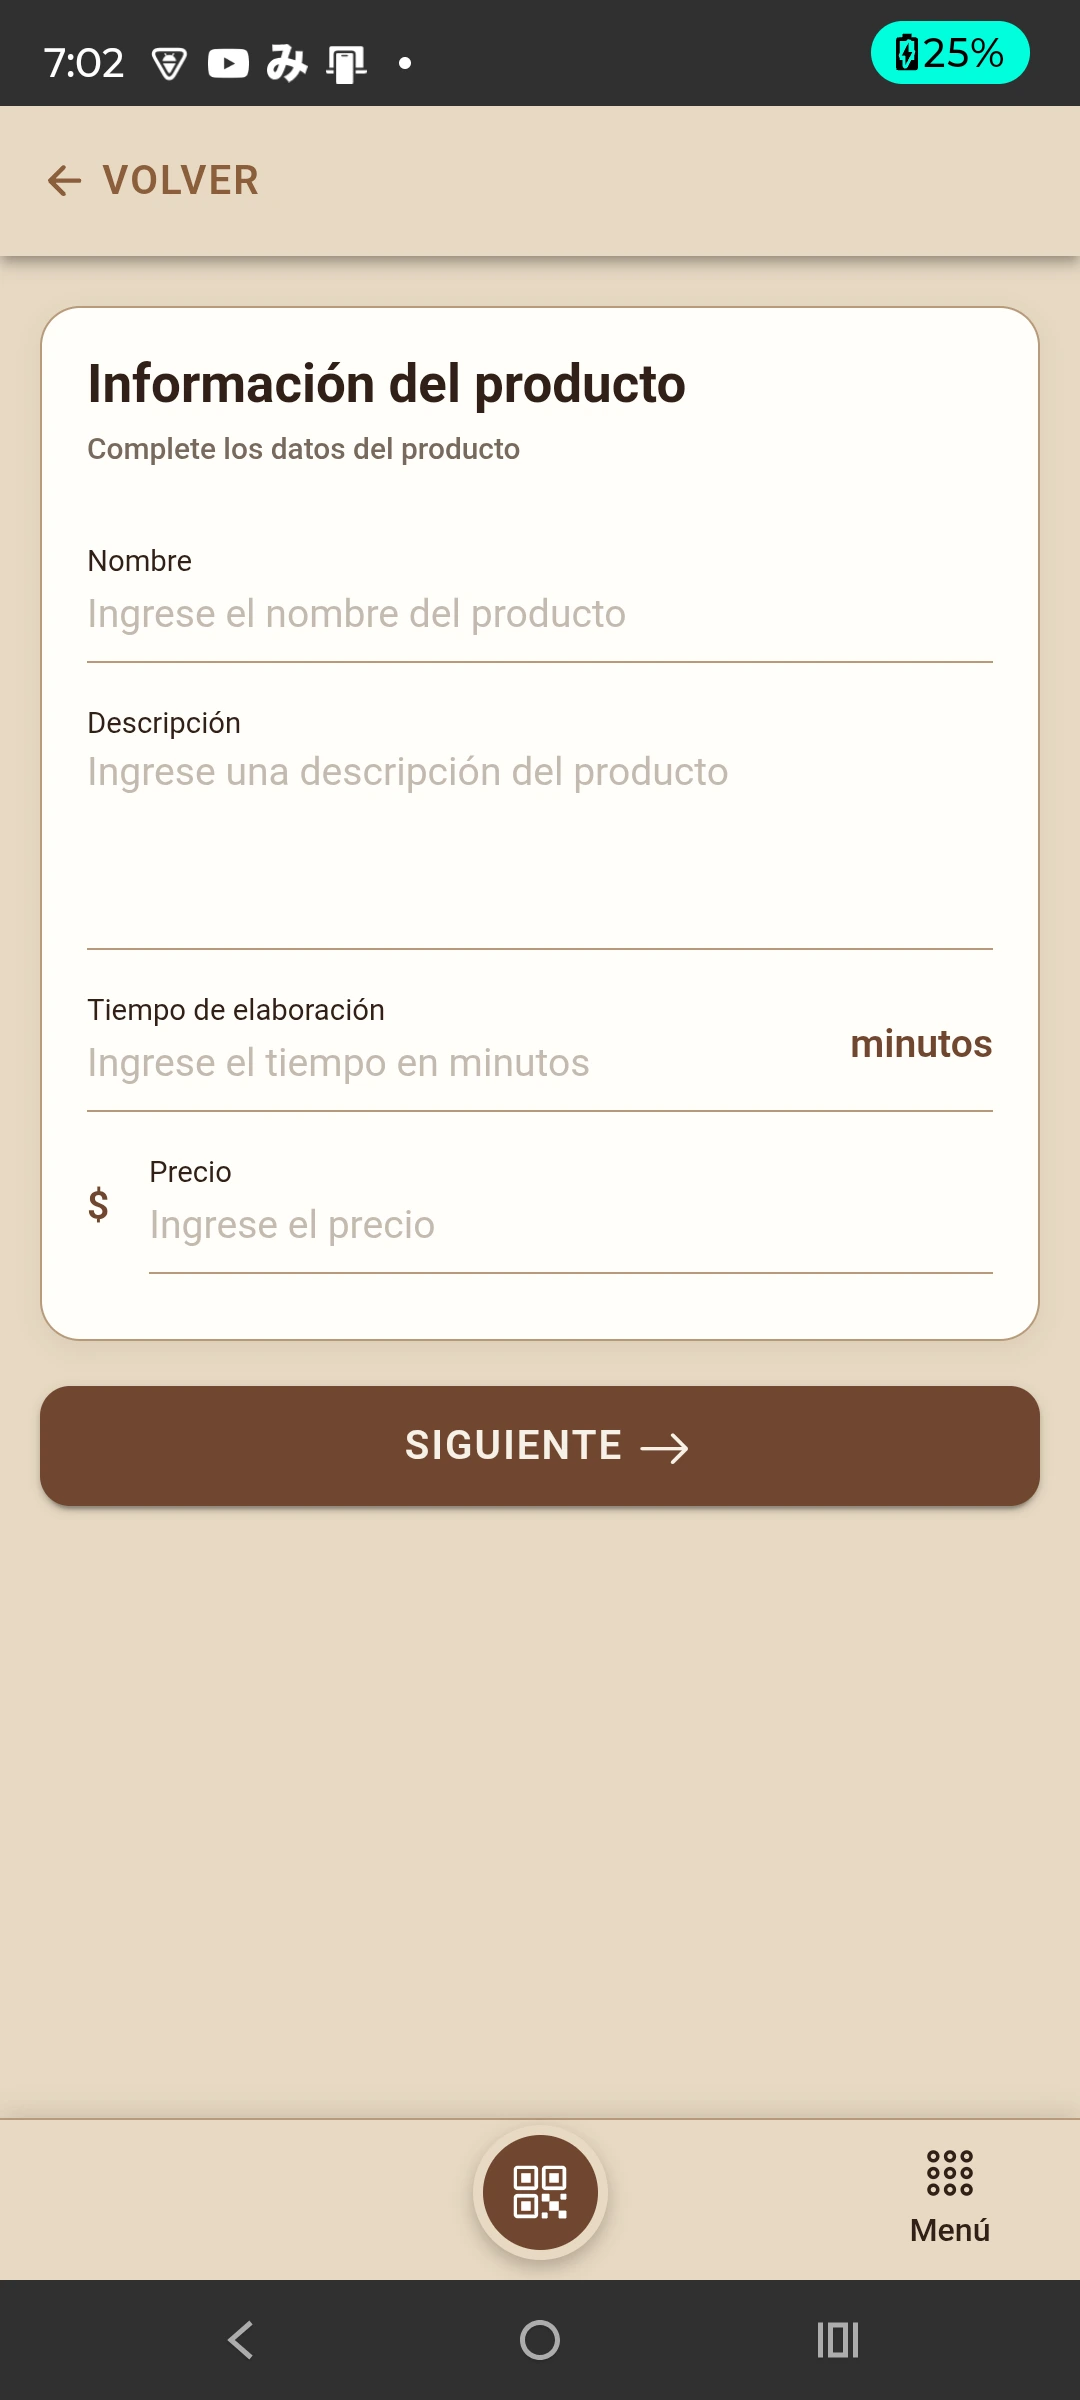 7:02
み
25%
VOLVER
Información del producto
Complete los datos del producto
Nombre
Ingrese el nombre del producto
Descripción
Ingrese una descripción del producto
Tiempo de elaboración
Ingrese el tiempo en minutos
minutos
Precio
$
Ingrese el precio
SIGUIENTE
Menú